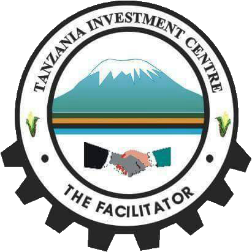 TANZANIA INVESTMENT CENTRE
THE FACILITATOR